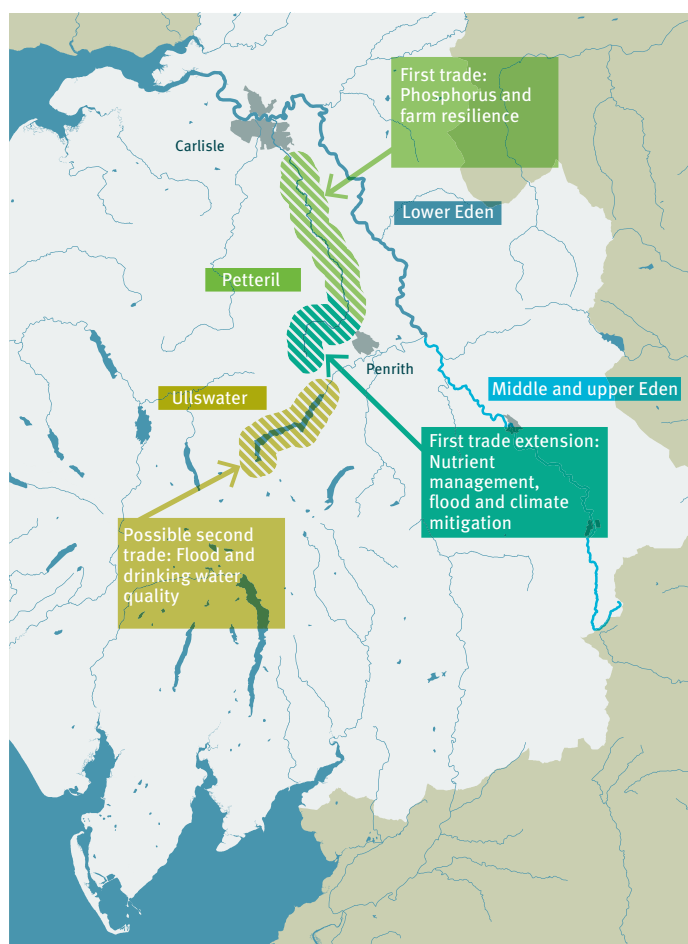 First trade:
Phosphorus and
farm resilience
Carlisle
Lower Eden
Petteril
Penrith
Middle and upper Eden
Ullswater
First trade extension:
Nutrient
management,
flood and climate
mitigation
Possible second
trade: Flood and
drinking water
quality